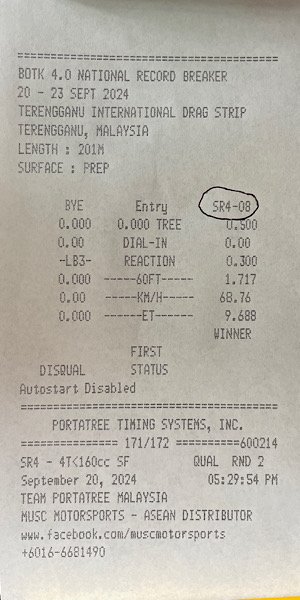 ==================================
BOTK 4.0 NATIONAL RECORD BREAKER
20 - 23 SEPT 2024
TERENGGANU INTERNATIONAL DRAG STRIP
TERENGGANU, MALAYSIA
LENGTH : 201M
SURFACE : PREP
BYE Entry SR4-08
0.000 0.000 TREE 0.500
0.00 DIAL-IN 0.00
-LB3- REACTION 0.300
0.000 ------60FT------ 1.717
0.00 ------KM/H------ 68.76
0.000 -------ET------- 9.688
WINNER
FIRST
DISQUAL STATUS
Autostart Disabled
==================================
PORTATREE TIMING SYSTEMS, INC.
=============== 171/172 ==========600214
SR4 - 4T<160cc SF QUAL RND 2
September 20, 2024 05:29:54 PM
TEAM PORTATREE MALAYSIA
MUSC MOTORSPORTS - ASEAN DISTRIBUTOR
www.facebook.com/muscmotorsports
+6016-6681490